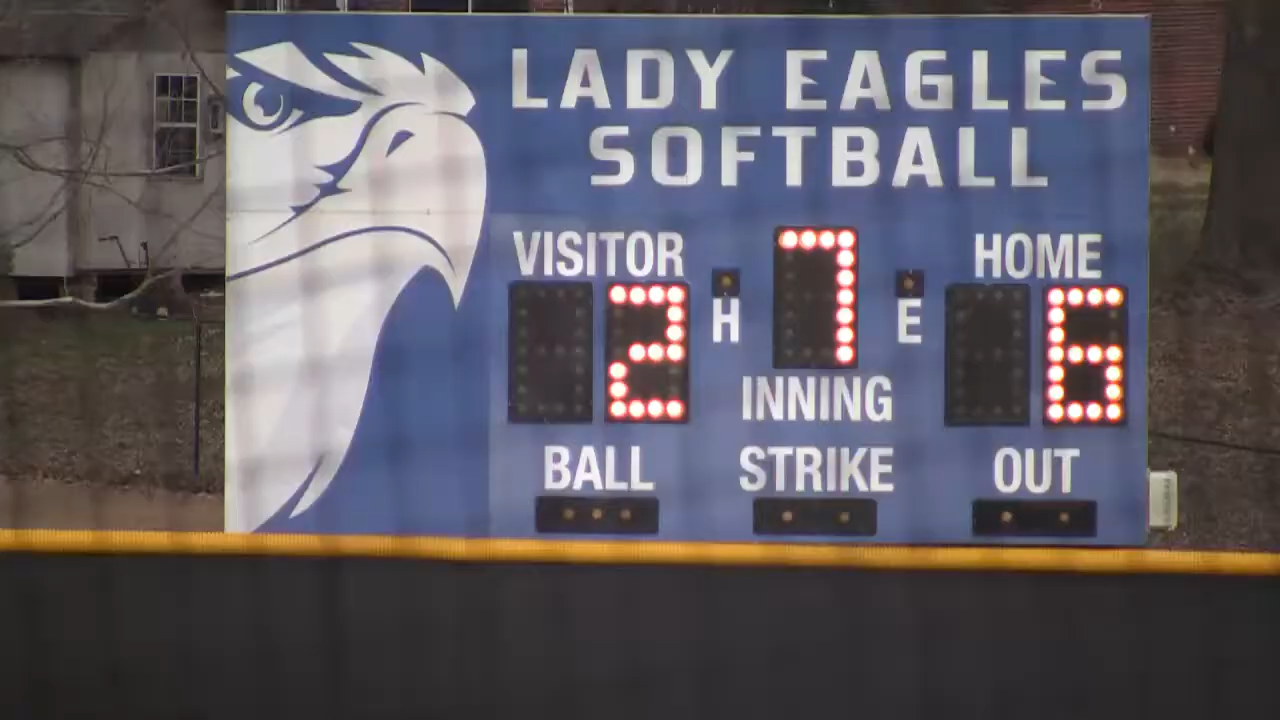 LADY EAGLES
SOFTBALL
VISITOR HOME
2 H 7 E 6
INNING
BALL STRIKE OUT